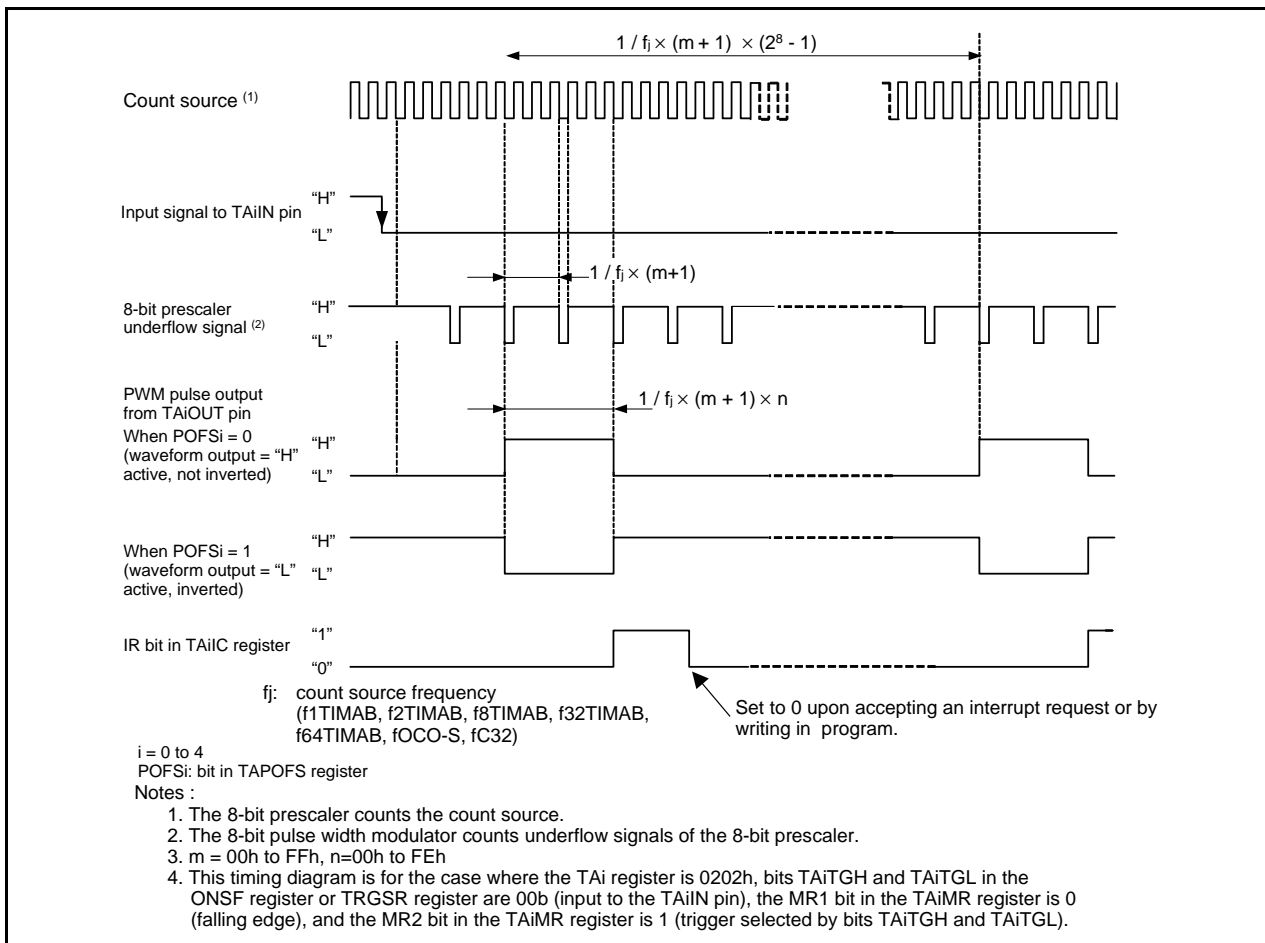 1 / fj × (m + 1) × (2⁸ - 1)
Count source (1)
“H”
Input signal to TAiIN pin
“L”
1 / fj × (m+1)
“H”
8-bit prescaler
underflow signal (2)
“L”
PWM pulse output
from TAiOUT pin
1 / fj × (m + 1) × n
When POFSi = 0
(waveform output = “H”
active, not inverted)
“H”
“L”
“H”
When POFSi = 1
(waveform output = “L”
active, inverted)
“L”
“1”
IR bit in TAiIC register
“0”
fj: count source frequency
(f1TIMAB, f2TIMAB, f8TIMAB, f32TIMAB,
f64TIMAB, fOCO-S, fC32)
Set to 0 upon accepting an interrupt request or by
writing in program.
i = 0 to 4
POFSi: bit in TAPOFS register
Notes :
1. The 8-bit prescaler counts the count source.
2. The 8-bit pulse width modulator counts underflow signals of the 8-bit prescaler.
3. m = 00h to FFh, n=00h to FEh
4. This timing diagram is for the case where the TAi register is 0202h, bits TAiTGH and TAiTGL in the
ONSF register or TRGSR register are 00b (input to the TAiIN pin), the MR1 bit in the TAiMR register is 0
(falling edge), and the MR2 bit in the TAiMR register is 1 (trigger selected by bits TAiTGH and TAiTGL).